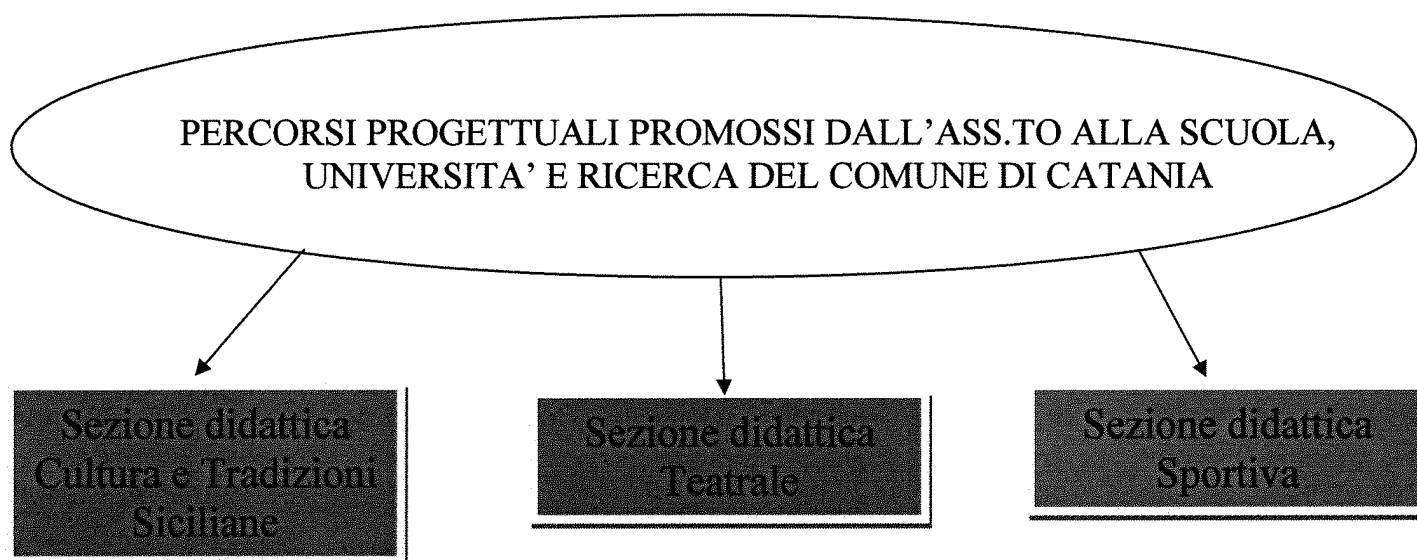 PERCORSI PROGETTUALI PROMOSSI DALL’ASS.TO ALLA SCUOLA,
UNIVERSITA’ E RICERCA DEL COMUNE DI CATANIA
Sezione didattica
Cultura e Tradizioni
Siciliane
Sezione didattica
Teatrale
Sezione didattica
Sportiva